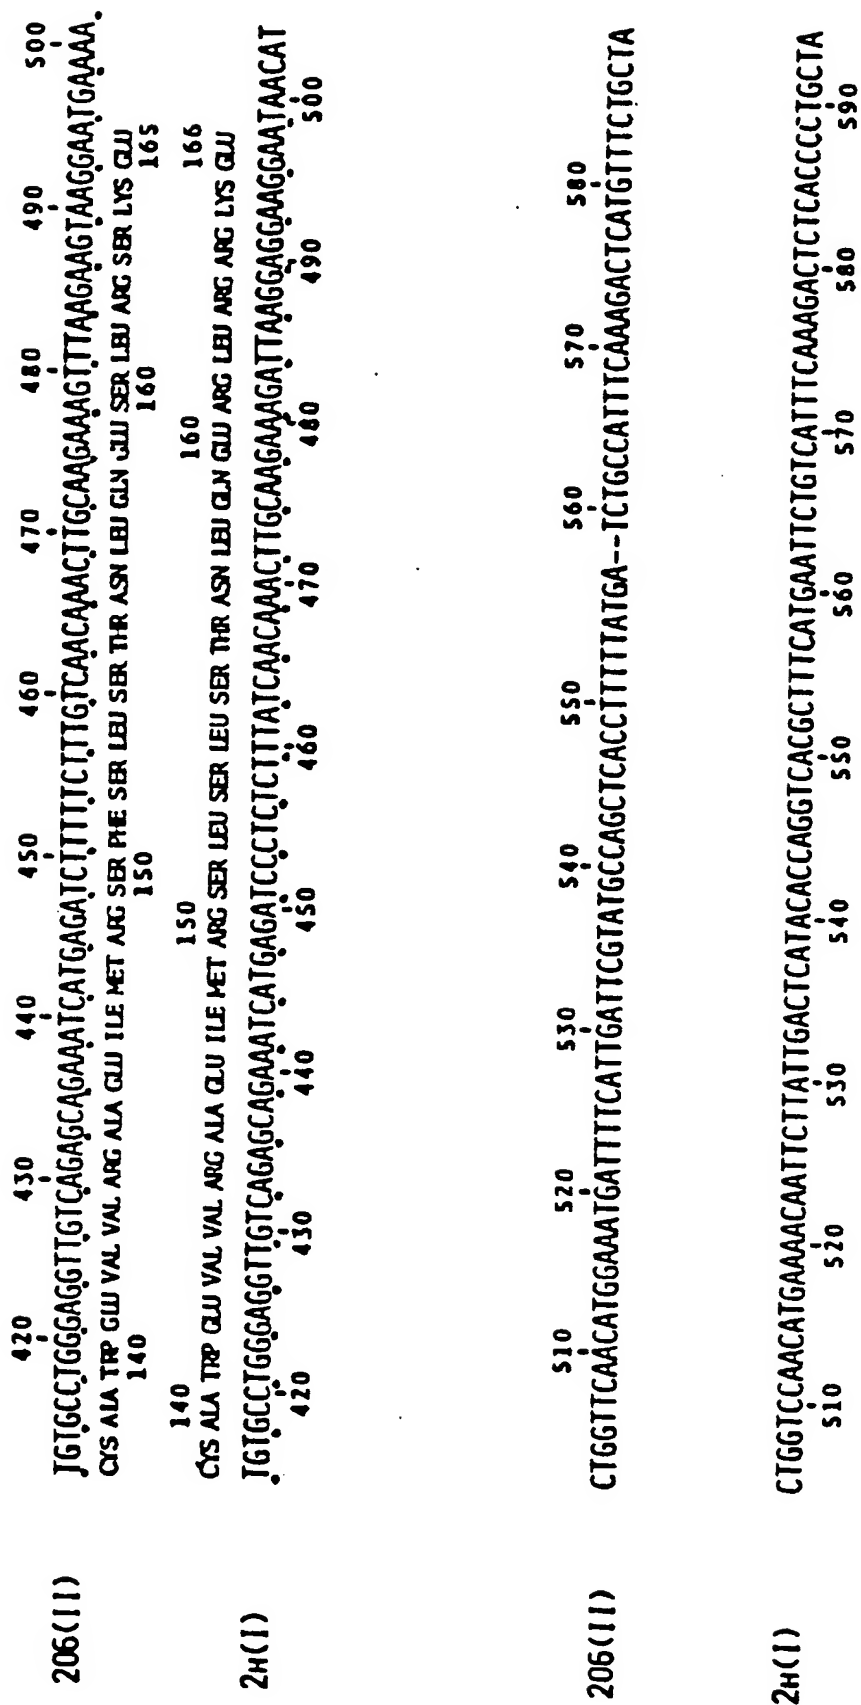 420 430 440 450 460 470 480 490 500
206(II) TGTGCCTGGGAGGTTGTCAGAGCAGAAATCATGAGATCTTTTTCTTTGTCAACAAACTTGCAAGAAAGTTTAAGAAGTAAGGAATGAAAA.
CYS ALA TRP GLU VAL VAL ARG ALA GLU ILE MET ARG SER PHE SER LEU SER THR ASN LEU GLN GLU SER LEU ARG SER LYS GLU
140 150 160 165
140 150 160 166
CYS ALA TRP GLU VAL VAL ARG ALA GLU ILE MET ARG SER LEU SER LEU SER THR ASN LEU GLN GLU ARG LEU ARG ARG LYS GLU
2H(I) TGTGCCTGGGAGGTTGTCAGAGCAGAAATCATGAGATCCCTCTCTTTATCAACAAACTTGCAAGAAAGATTAAGGAGGAAGGAATAACAT
420 430 440 450 460 470 480 490 500
510 520 530 540 550 560 570 580
206(II) CTGGTTCAACATGGAAATGATTTTCATTGATTCGTATGCCAGCTCACCTTTTTATGA--TCTGCCATTTCAAAGACTCATGTTTCTGCTA
2H(I) CTGGTCCAACATGAAAACAATTCTTATTGACTCATACACCAGGTCACGCTTTCATGAATTCTGTCATTTCAAAGACTCTCACCCCTGCTA
510 520 530 540 550 560 570 580 590